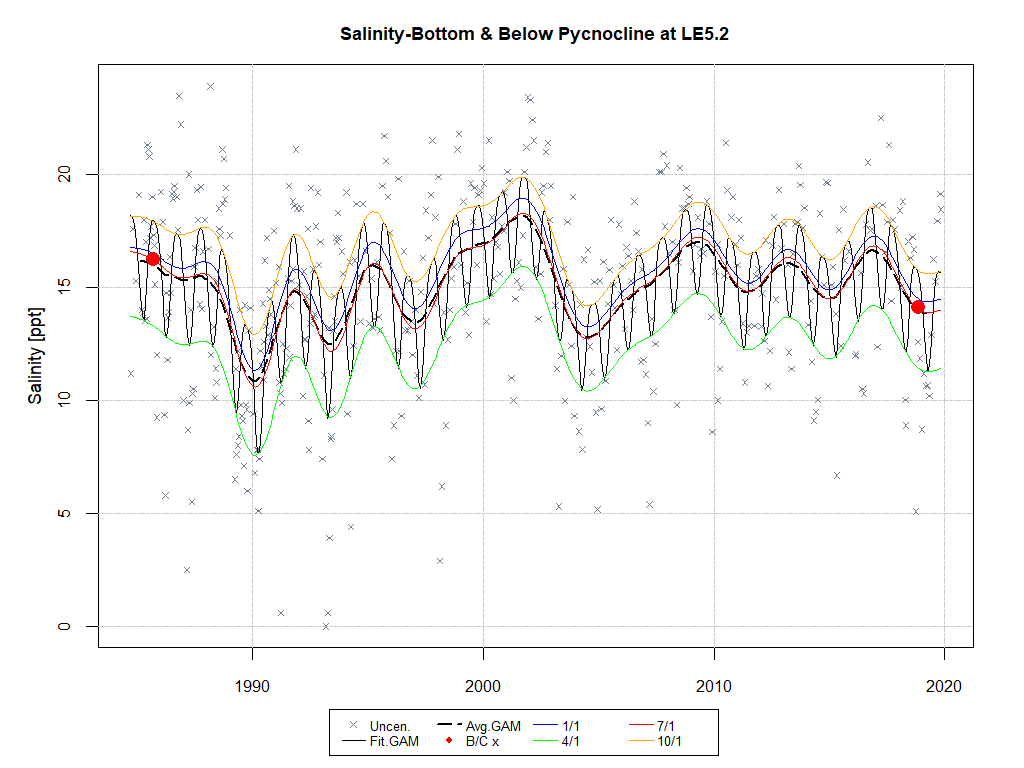 Salinity-Bottom & Below Pycnocline at LE5.2
Salinity [ppt]
20
15
10
5
0
1990 2000 2010 2020
Uncen. Avg.GAM 1/1 7/1
Fit.GAM B/C x 4/1 10/1